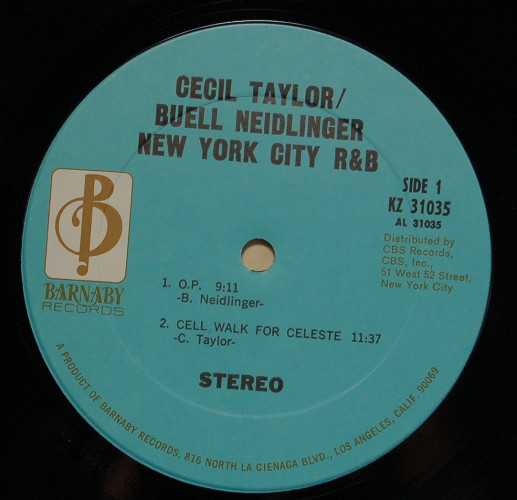 CECIL TAYLOR/
BUELL NEIDLINGER
NEW YORK CITY R&B
SIDE 1
KZ 31035
AL 31035
Distributed by
CBS Records,
CBS, Inc.,
51 West 52 Street,
New York City
B
BARNABY
RECORDS
1. O.P. 9:11
-B. Neidlinger-
2. CELL WALK FOR CELESTE 11:37
-C. Taylor-
STEREO
A PRODUCT OF BARNABY RECORDS, 816 NORTH LA CIENAGA BLVD., LOS ANGELES, CALIF. 90069